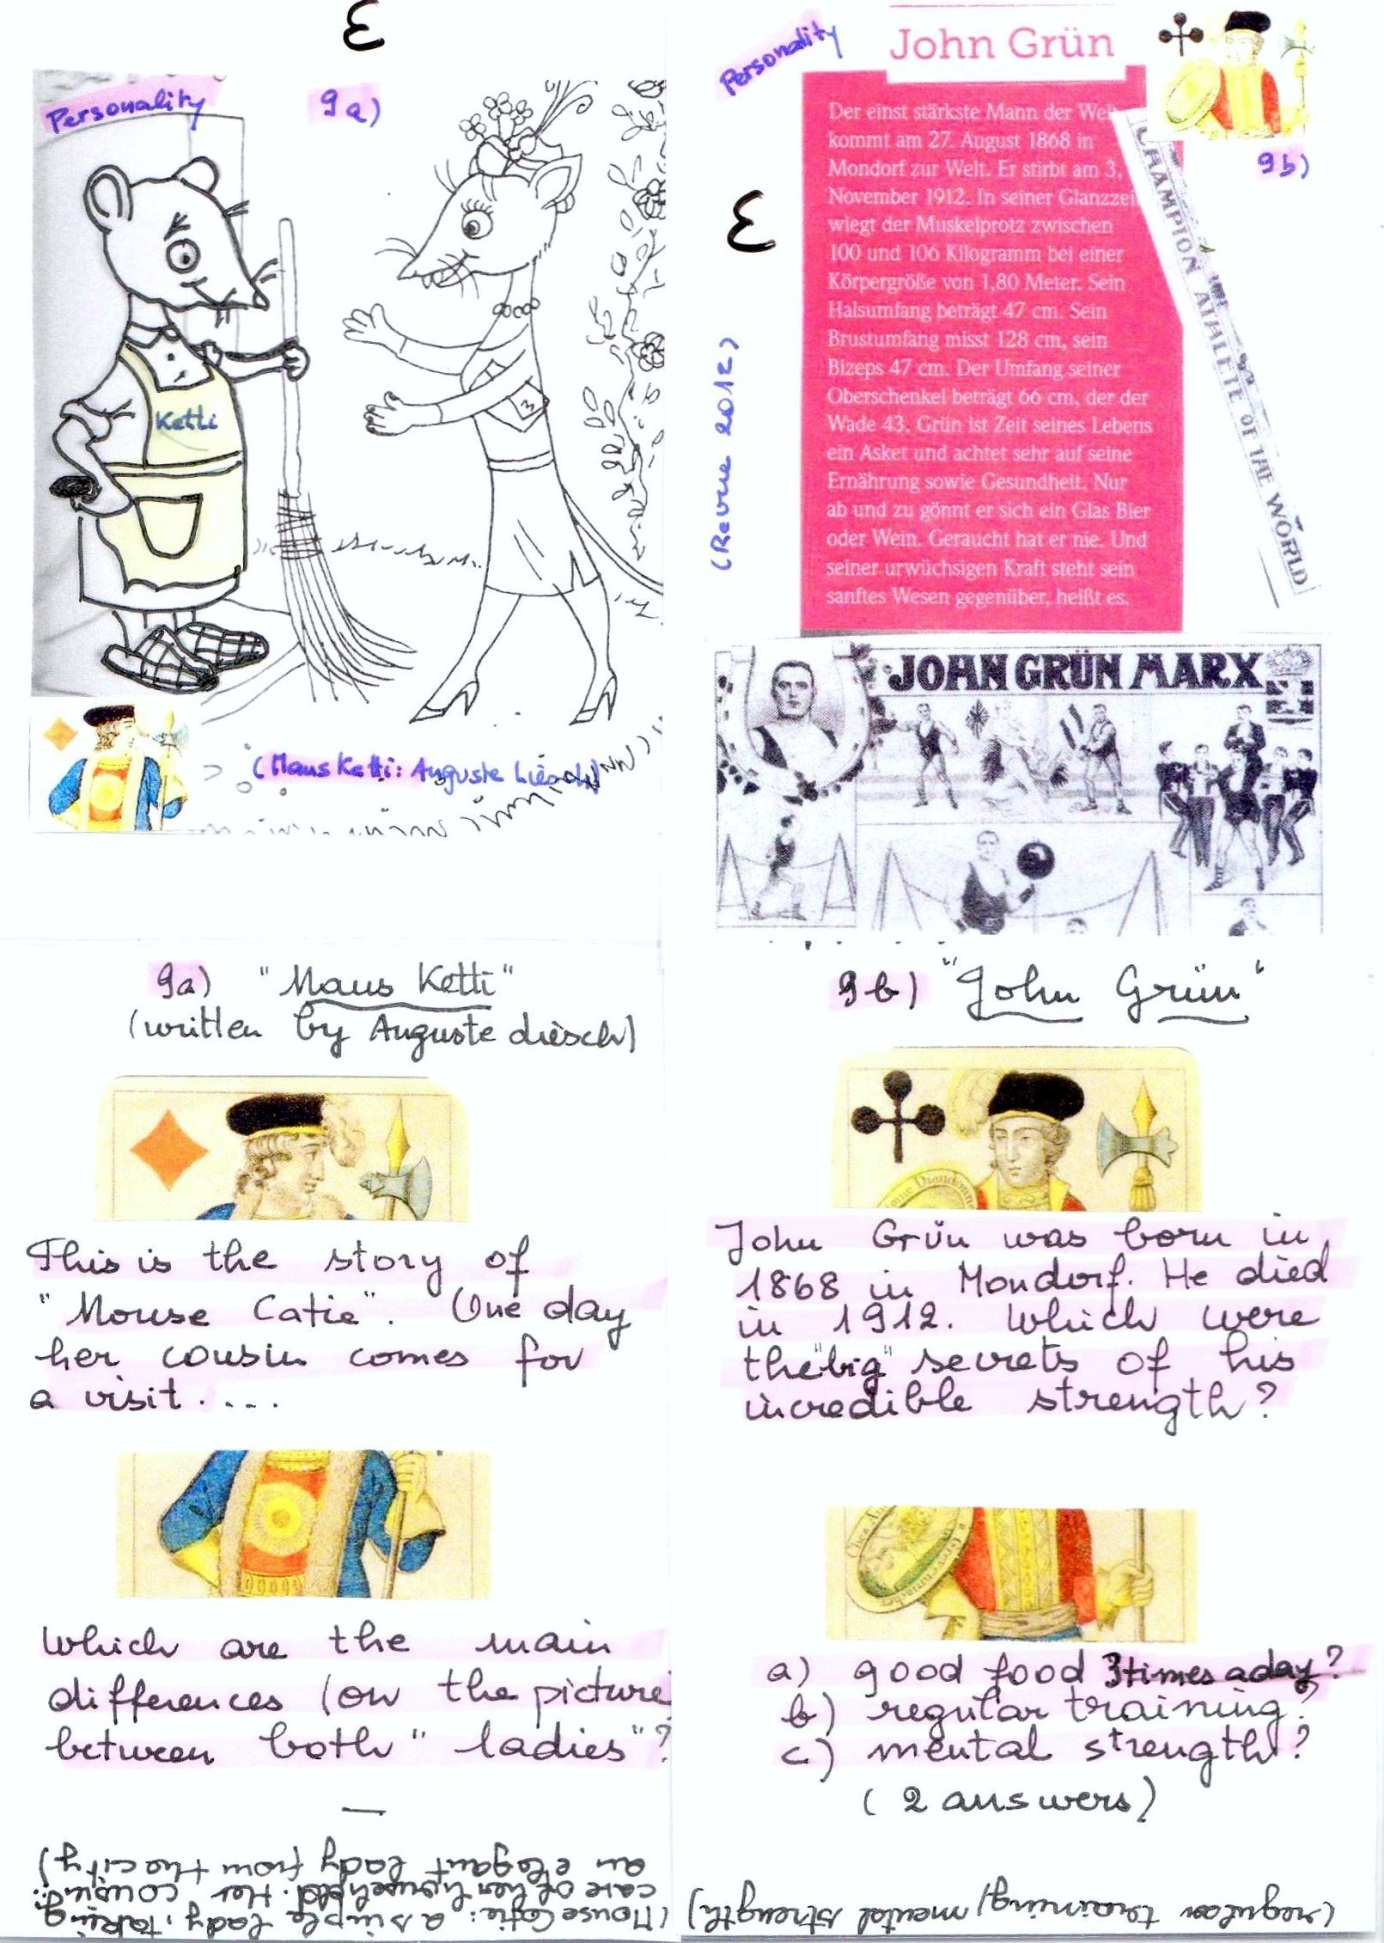 ε
Personality
9a)
Ketti
3
(Maus Ketti: Auguste Liesch)
Personality
John Grün
9b)
ε
(Revue 2012)
Der einst stärkste Mann der Welt
kommt am 27. August 1868 in
Mondorf zur Welt. Er stirbt am 3.
November 1912. In seiner Glanzzeit
wiegt der Muskelprotz zwischen
100 und 106 Kilogramm bei einer
Körpergröße von 1,80 Meter. Sein
Halsumfang beträgt 47 cm. Sein
Brustumfang misst 128 cm, sein
Bizeps 47 cm. Der Umfang seiner
Oberschenkel beträgt 66 cm, der der
Wade 43. Grün ist Zeit seines Lebens
ein Asket und achtet sehr auf seine
Ernährung sowie Gesundheit. Nur
ab und zu gönnt er sich ein Glas Bier
oder Wein. Geraucht hat er nie. Und
seiner urwüchsigen Kraft steht sein
sanftes Wesen gegenüber, heißt es.
CHAMPION ATHLETE OF THE WORLD
JOHN GRÜN MARX
9a) "Maus Ketti"
(written by Auguste Liesch)
This is the story of
"Mouse Catie". One day
her cousin comes for
a visit....
Which are the main
differences (on the picture
between both "ladies"?
(Mouse Catie: a simple lady, taking
care of her household. Her cousin:
an elegant lady from the city)
9b) "John Grün"
John Grün was born in
1868 in Mondorf. He died
in 1912. Which were
the "big" secrets of his
incredible strength?
a) good food 3 times a day?
b) regular training?
c) mental strength?
(2 answers)
(regular training, mental strength)